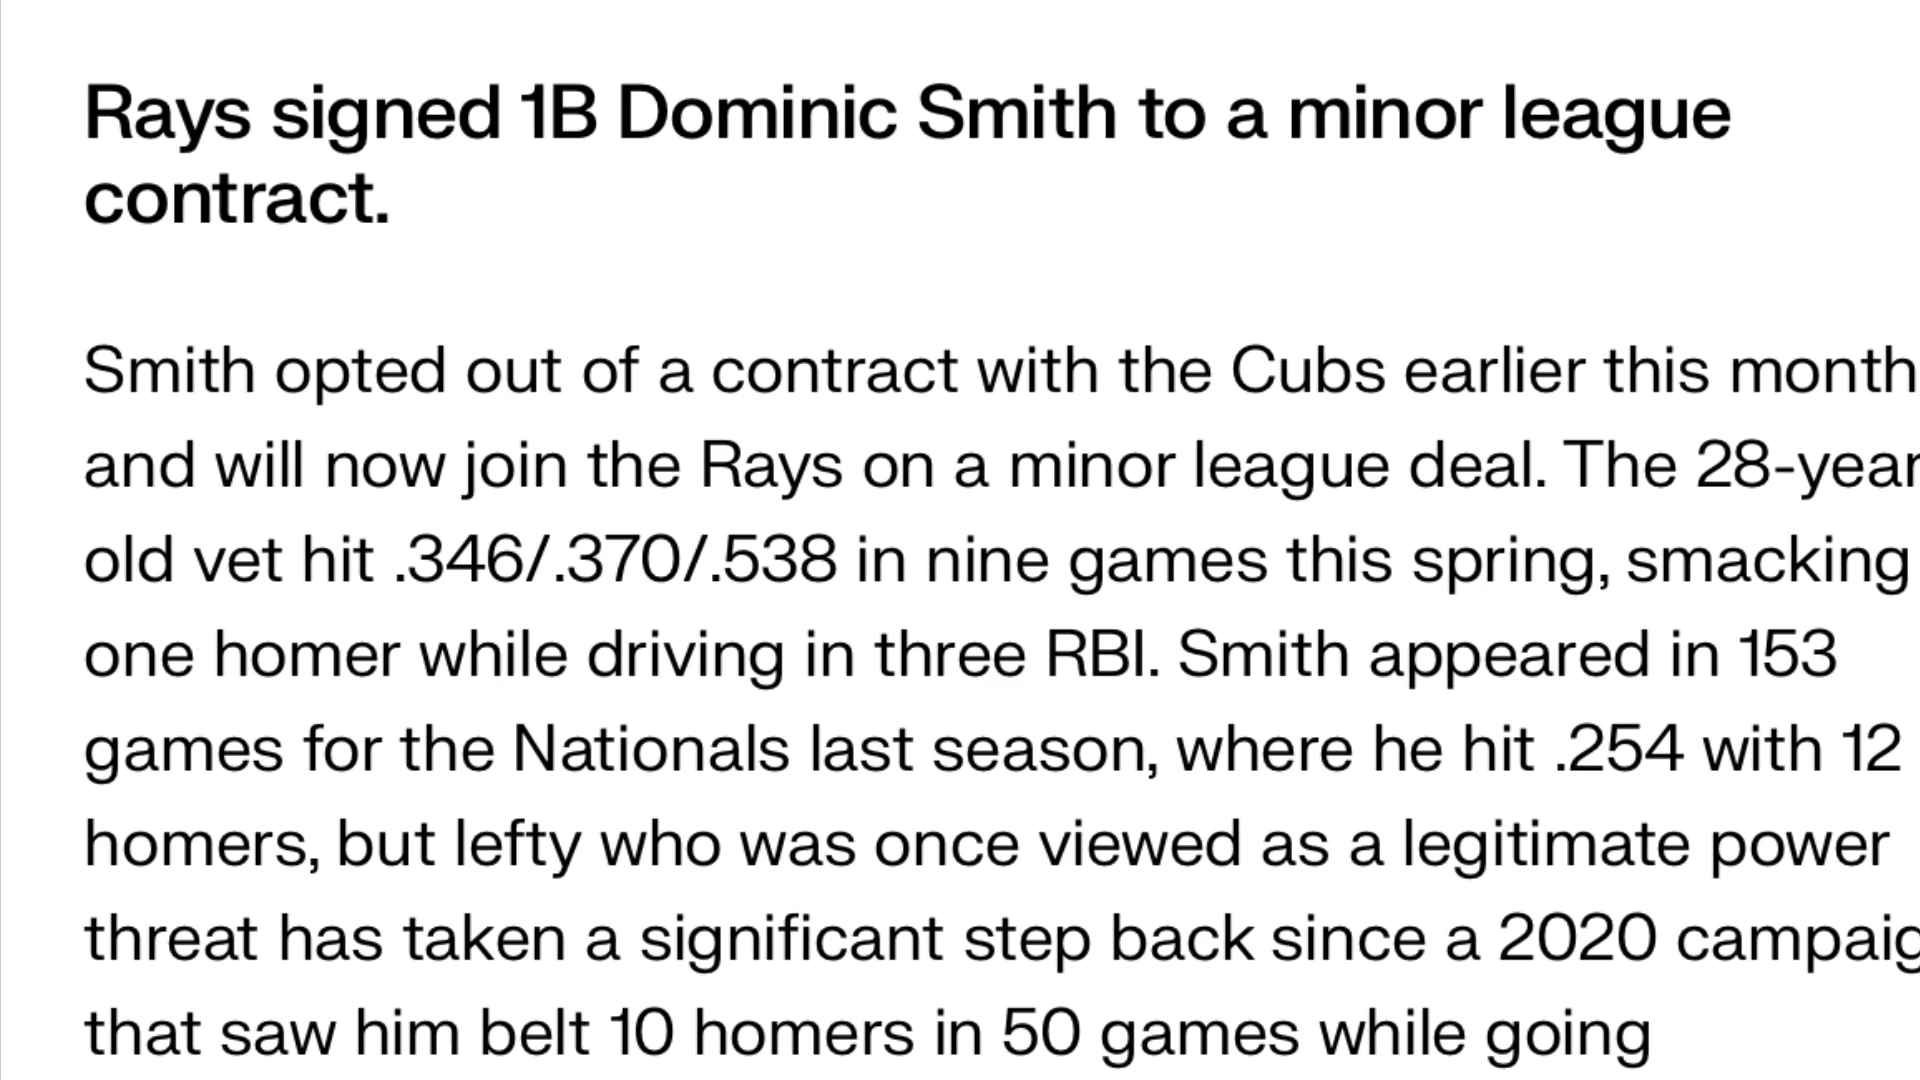 Rays signed 1B Dominic Smith to a minor league
contract.
Smith opted out of a contract with the Cubs earlier this month
and will now join the Rays on a minor league deal. The 28-year
old vet hit .346/.370/.538 in nine games this spring, smacking
one homer while driving in three RBI. Smith appeared in 153
games for the Nationals last season, where he hit .254 with 12
homers, but lefty who was once viewed as a legitimate power
threat has taken a significant step back since a 2020 campaig
that saw him belt 10 homers in 50 games while going